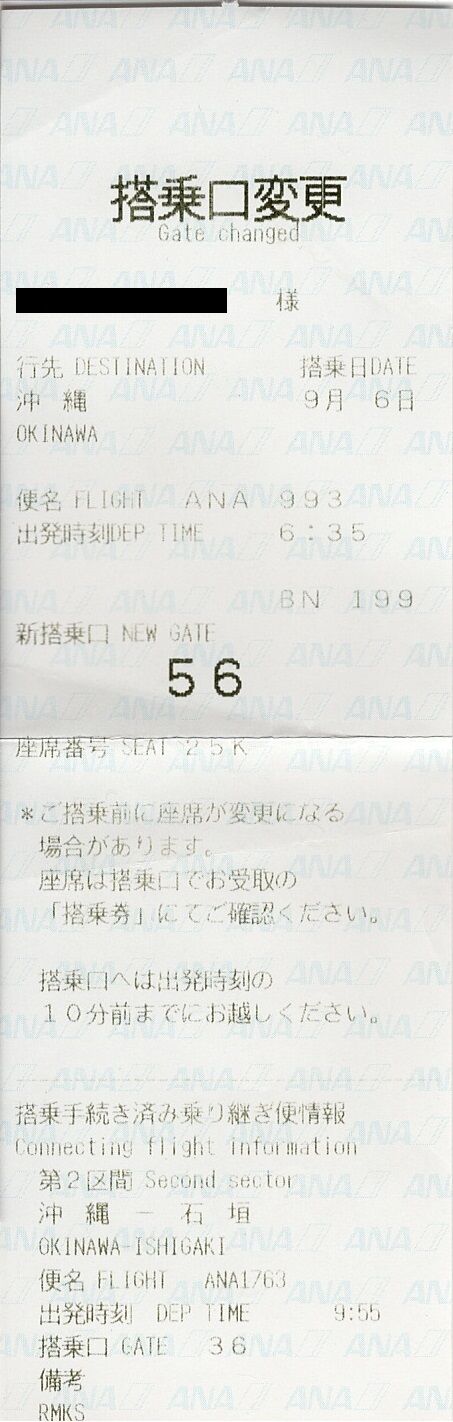 搭乗口変更
Gate changed
様
行先 DESTINATION 搭乗日DATE
沖 縄 9月 6日
OKINAWA
便名 FLIGHT ANA 993
出発時刻DEP TIME 6:35
BN 199
新搭乗口 NEW GATE
56
座席番号 SEAT 25K
*ご搭乗前に座席が変更になる
場合があります。
座席は搭乗口でお受取の
「搭乗券」にてご確認ください。
搭乗口へは出発時刻の
10分前までにお越しください。
搭乗手続き済み乗り継ぎ便情報
Connecting flight information
第2区間 Second sector
沖 縄 - 石 垣
OKINAWA-ISHIGAKI
便名 FLIGHT ANA1763
出発時刻 DEP TIME 9:55
搭乗口 GATE 36
備考
RMKS